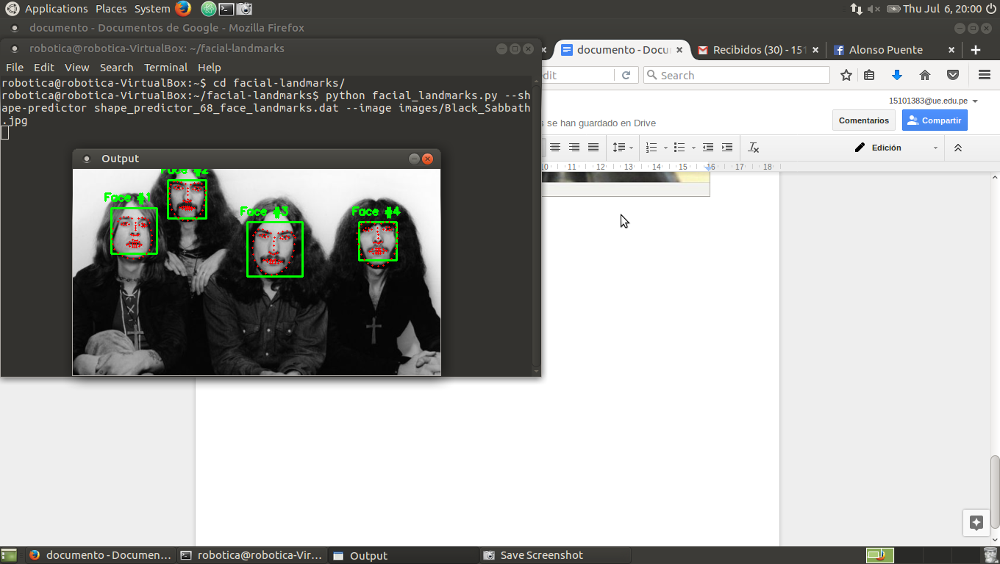 Applications Places System
Thu Jul 6, 20:00
documento - Documentos de Google - Mozilla Firefox
robotica@robotica-VirtualBox: ~/facial-landmarks
File Edit View Search Terminal Help
robotica@robotica-VirtualBox:~$ cd facial-landmarks/
robotica@robotica-VirtualBox:~/facial-landmarks$ python facial_landmarks.py --sh
ape-predictor shape_predictor_68_face_landmarks.dat --image images/Black_Sabbath
.jpg
Output
Face #2
Face #1
Face #3
Face #4
documento - Docu
Recibidos (30) - 151
Alonso Puente
Search
15101383@ue.edu.pe
s se han guardado en Drive
Comentarios
Compartir
Edición
10 11 12 13 14 15 16 17 18
documento - Documen...
robotica@robotica-Vir...
Output
Save Screenshot